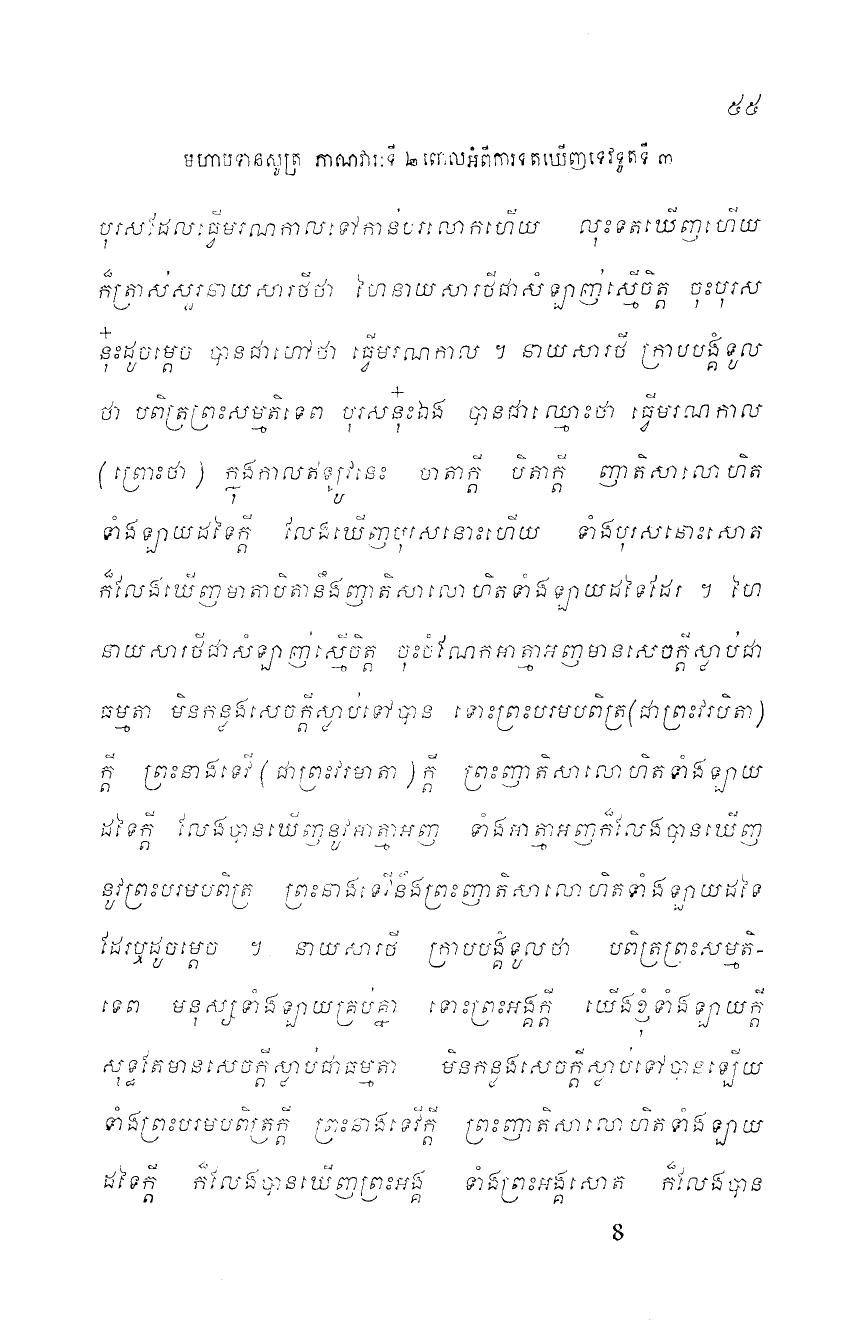 ៥៥
មហាបទានសូត្រ ភាណវារៈទី ២ ពោលអំពីការទតឃើញទេវទូតទី ៣
បុរសដែលធ្វើមរណកាលទៅកាន់បរលោកហើយ លុះទតឃើញហើយ
ក៏ត្រាស់សួរនាយសារថីថា ហៃនាយសារថីជាសំឡាញ់ស្មើចិត្ត ចុះបុរស
នុ៎ះដូចម្តេច បានជាហៅថា ធ្វើមរណកាល ។ នាយសារថី ក្រាបបង្គំទូល
ថា បពិត្រព្រះសម្មតិទេព បុរសនុ៎ះឯង បានជាឈ្មោះថា ធ្វើមរណកាល
(ព្រោះថា) ក្នុងកាលឥឡូវនេះ មាតាក្តី បិតាក្តី ញាតិសាលោហិត
ទាំងឡាយដទៃក្តី លែងឃើញបុរសនោះហើយ ទាំងបុរសនោះសោត
ក៏លែងឃើញមាតាបិតានឹងញាតិសាលោហិតទាំងឡាយដទៃដែរ ។ ហៃ
នាយសារថីជាសំឡាញ់ស្មើចិត្ត ចុះចំណែកអាត្មាអញមានសេចក្តីស្លាប់ជា
ធម្មតា មិនកន្លងសេចក្តីស្លាប់ទៅបាន ទោះព្រះបរមបពិត្រ(ជាព្រះវរបិតា)
ក្តី ព្រះនាងទេវី (ជាព្រះវរមាតា) ក្តី ព្រះញាតិសាលោហិតទាំងឡាយ
ដទៃក្តី លែងបានឃើញនូវអាត្មាអញ ទាំងអាត្មាអញក៏លែងបានឃើញ
នូវព្រះបរមបពិត្រ ព្រះនាងទេវីនឹងព្រះញាតិសាលោហិតទាំងឡាយដទៃ
ដែរឬដូចម្តេច ។ នាយសារថី ក្រាបបង្គំទូលថា បពិត្រព្រះសម្មតិ-
ទេព មនុស្សទាំងឡាយគ្រប់គ្នា ទោះព្រះអង្គក្តី យើងខ្ញុំទាំងឡាយក្តី
សុទ្ធតែមានសេចក្តីស្លាប់ជាធម្មតា មិនកន្លងសេចក្តីស្លាប់ទៅបានឡើយ
ទាំងព្រះបរមបពិត្រក្តី ព្រះនាងទេវីក្តី ព្រះញាតិសាលោហិតទាំងឡាយ
ដទៃក្តី ក៏លែងបានឃើញព្រះអង្គ ទាំងព្រះអង្គសោត ក៏លែងបាន
8